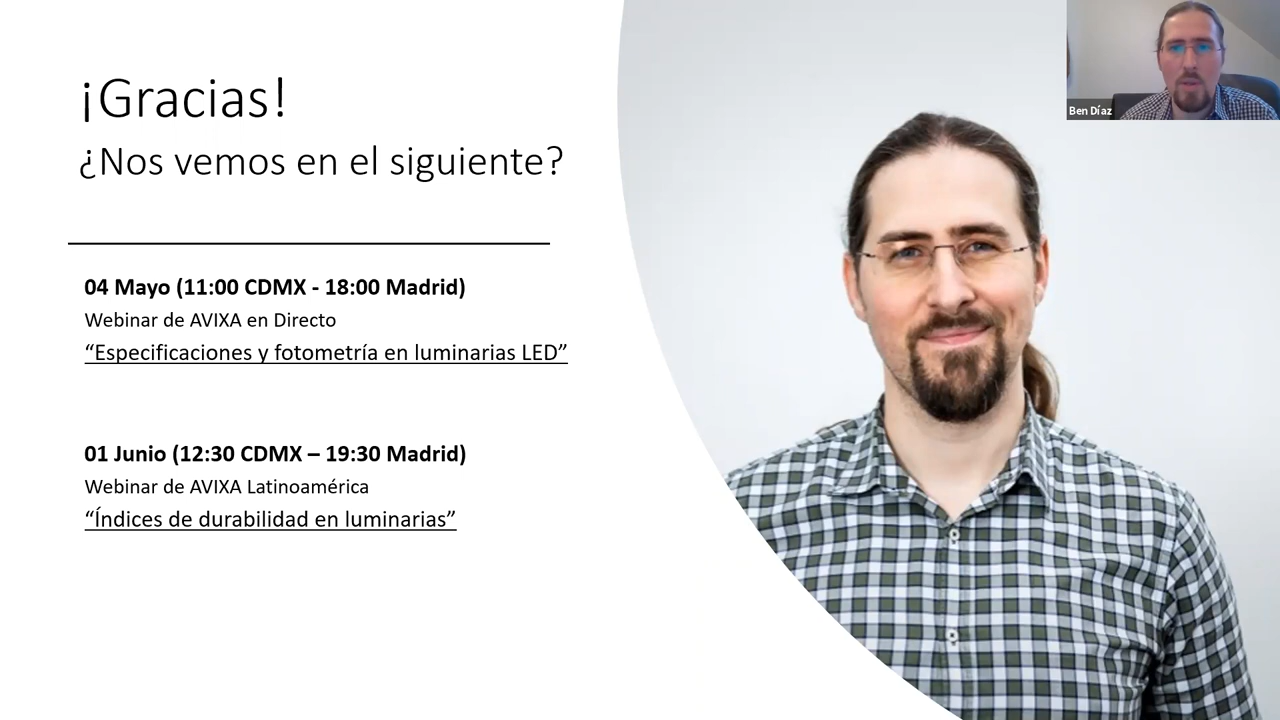 ¡Gracias!
¿Nos vemos en el siguiente?
04 Mayo (11:00 CDMX - 18:00 Madrid)
Webinar de AVIXA en Directo
“Especificaciones y fotometría en luminarias LED”
01 Junio (12:30 CDMX – 19:30 Madrid)
Webinar de AVIXA Latinoamérica
“Índices de durabilidad en luminarias”
Ben Díaz